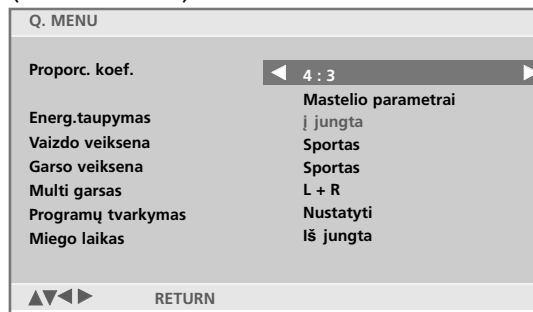 Q. MENU
Proporc. koef. 4 : 3
Mastelio parametrai
Energ.taupymas į jungta
Vaizdo veiksena Sportas
Garso veiksena Sportas
Multi garsas L + R
Programų tvarkymas Nustatyti
Miego laikas Iš jungta
RETURN